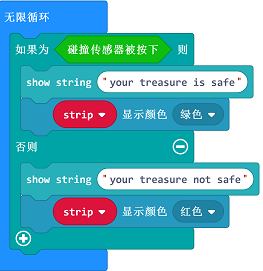 无限循环
如果为 碰撞传感器被按下 则
show string "your treasure is safe"
strip 显示颜色 绿色
否则
show string "your treasure not safe"
strip 显示颜色 红色